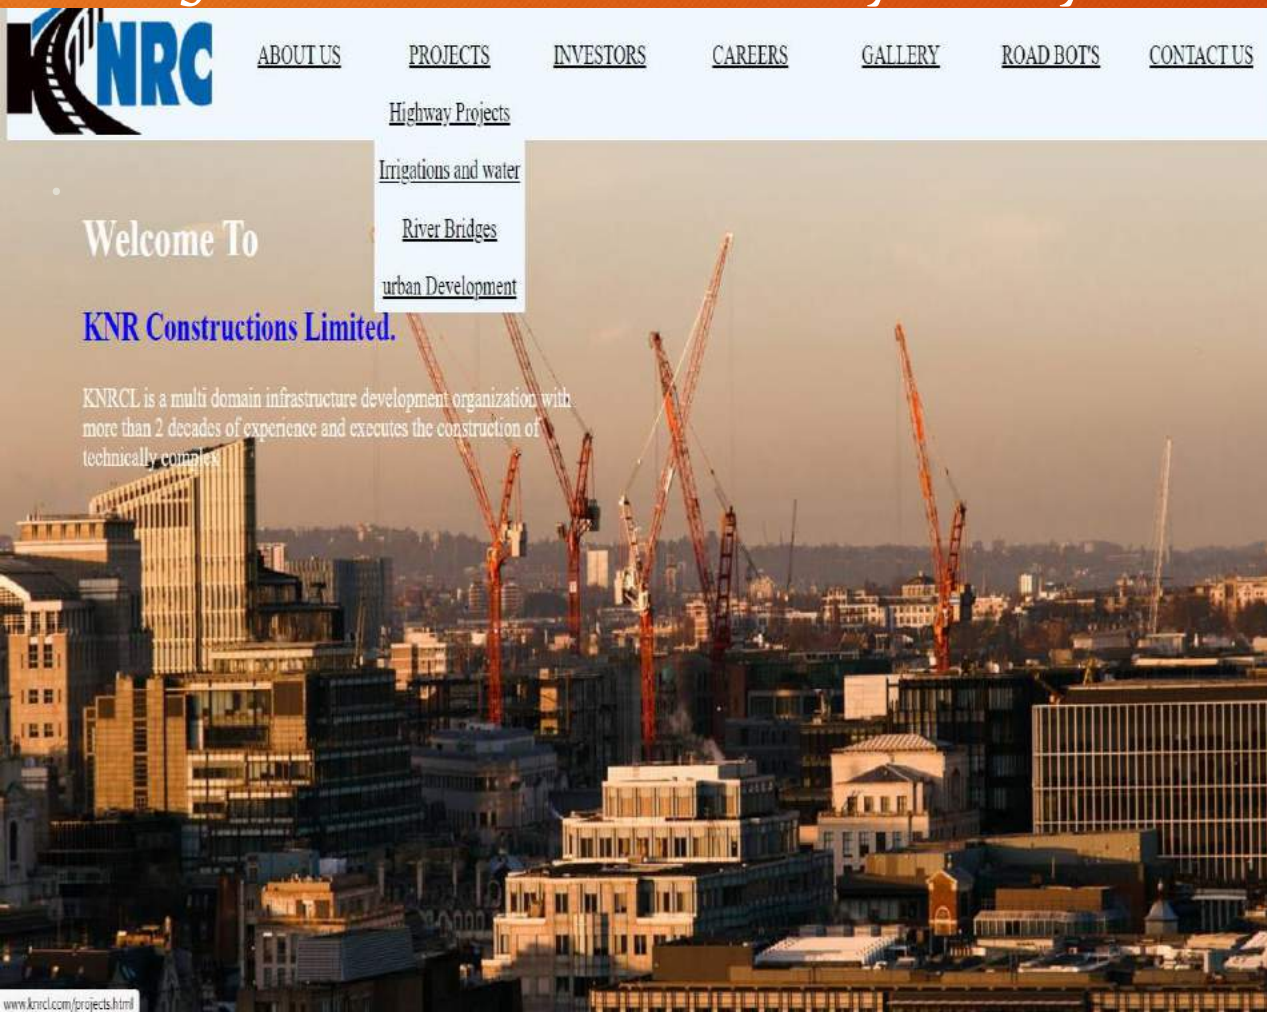 KNRC
ABOUT US
PROJECTS
INVESTORS
CAREERS
GALLERY
ROAD BOT'S
CONTACT US
Highway Projects
Irrigations and water
River Bridges
urban Development
Welcome To
KNR Constructions Limited.
KNRCL is a multi domain infrastructure development organization with
more than 2 decades of experience and executes the construction of
technically complex
www.knrcl.com/projects.html